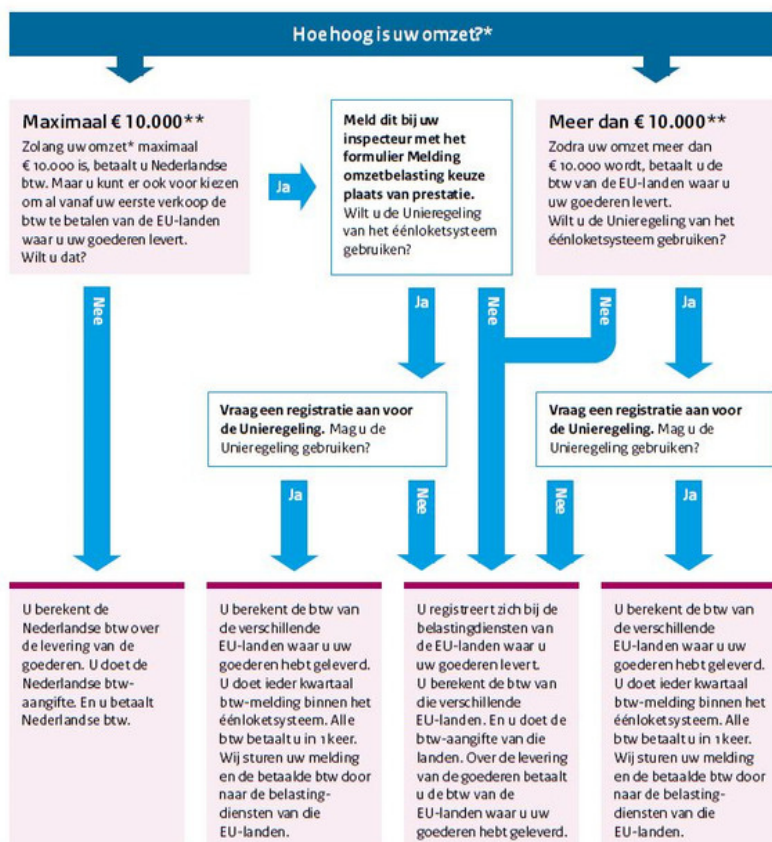 Hoe hoog is uw omzet?*
Maximaal € 10.000**
Zolang uw omzet* maximaal
€ 10.000 is, betaalt u Nederlandse
btw. Maar u kunt er ook voor kiezen
om al vanaf uw eerste verkoop de
btw te betalen van de EU-landen
waar u uw goederen levert.
Wilt u dat?
Ja
Meld dit bij uw
inspecteur met het
formulier Melding
omzetbelasting keuze
plaats van prestatie.
Wilt u de Unieregeling
van het éénloketsysteem
gebruiken?
Meer dan € 10.000**
Zodra uw omzet meer dan
€ 10.000 wordt, betaalt u de
btw van de EU-landen waar u
uw goederen levert.
Wilt u de Unieregeling van het
éénloketsysteem gebruiken?
Nee
Ja
Nee
Nee
Ja
Vraag een registratie aan voor
de Unieregeling. Mag u de
Unieregeling gebruiken?
Vraag een registratie aan voor
de Unieregeling. Mag u de
Unieregeling gebruiken?
Ja
Nee
Nee
Ja
U berekent de
Nederlandse btw over
de levering van de
goederen. U doet de
Nederlandse btw-
aangifte. En u betaalt
Nederlandse btw.
U berekent de btw van
de verschillende
EU-landen waar u uw
goederen hebt geleverd.
U doet ieder kwartaal
btw-melding binnen het
éénloketsysteem. Alle
btw betaalt u in 1 keer.
Wij sturen uw melding
en de betaalde btw door
naar de belasting-
diensten van die
EU-landen.
U registreert zich bij de
belastingdiensten van
de EU-landen waar u
uw goederen levert.
U berekent de btw van
die verschillende
EU-landen. En u doet de
btw-aangifte van die
landen. Over de levering
van de goederen betaalt
u de btw van de
EU-landen waar u uw
goederen hebt geleverd.
U berekent de btw van
de verschillende
EU-landen waar u uw
goederen hebt geleverd.
U doet ieder kwartaal
btw-melding binnen het
éénloketsysteem. Alle
btw betaalt u in 1 keer.
Wij sturen uw melding
en de betaalde btw door
naar de belasting-
diensten van die
EU-landen.